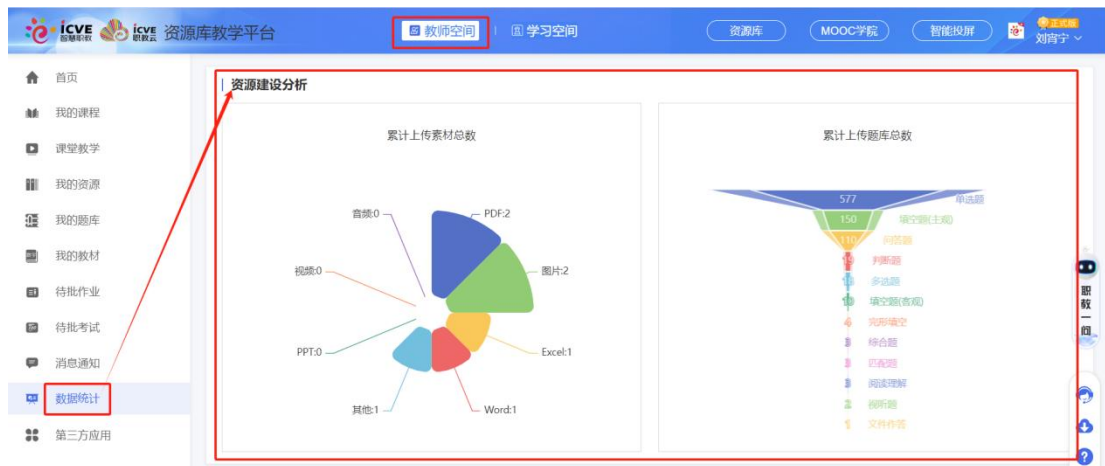 icve 智慧职教 icve 职教云 资源库教学平台 教师空间 学习空间 资源库 MOOC学院 智能投屏 正式版 刘宵宁
首页
我的课程
课堂教学
我的资源
我的题库
我的教材
待批作业
待批考试
消息通知
数据统计
第三方应用
资源建设分析
累计上传素材总数
音频:0
PDF:2
视频:0
图片:2
PPT:0
Excel:1
其他:1
Word:1
累计上传题库总数
577 单选题
150 填空题(主观)
110 问答题
判断题
多选题
填空题(客观)
完形填空
综合题
匹配题
阅读理解
2 视听题
1 文件作答
职教一问